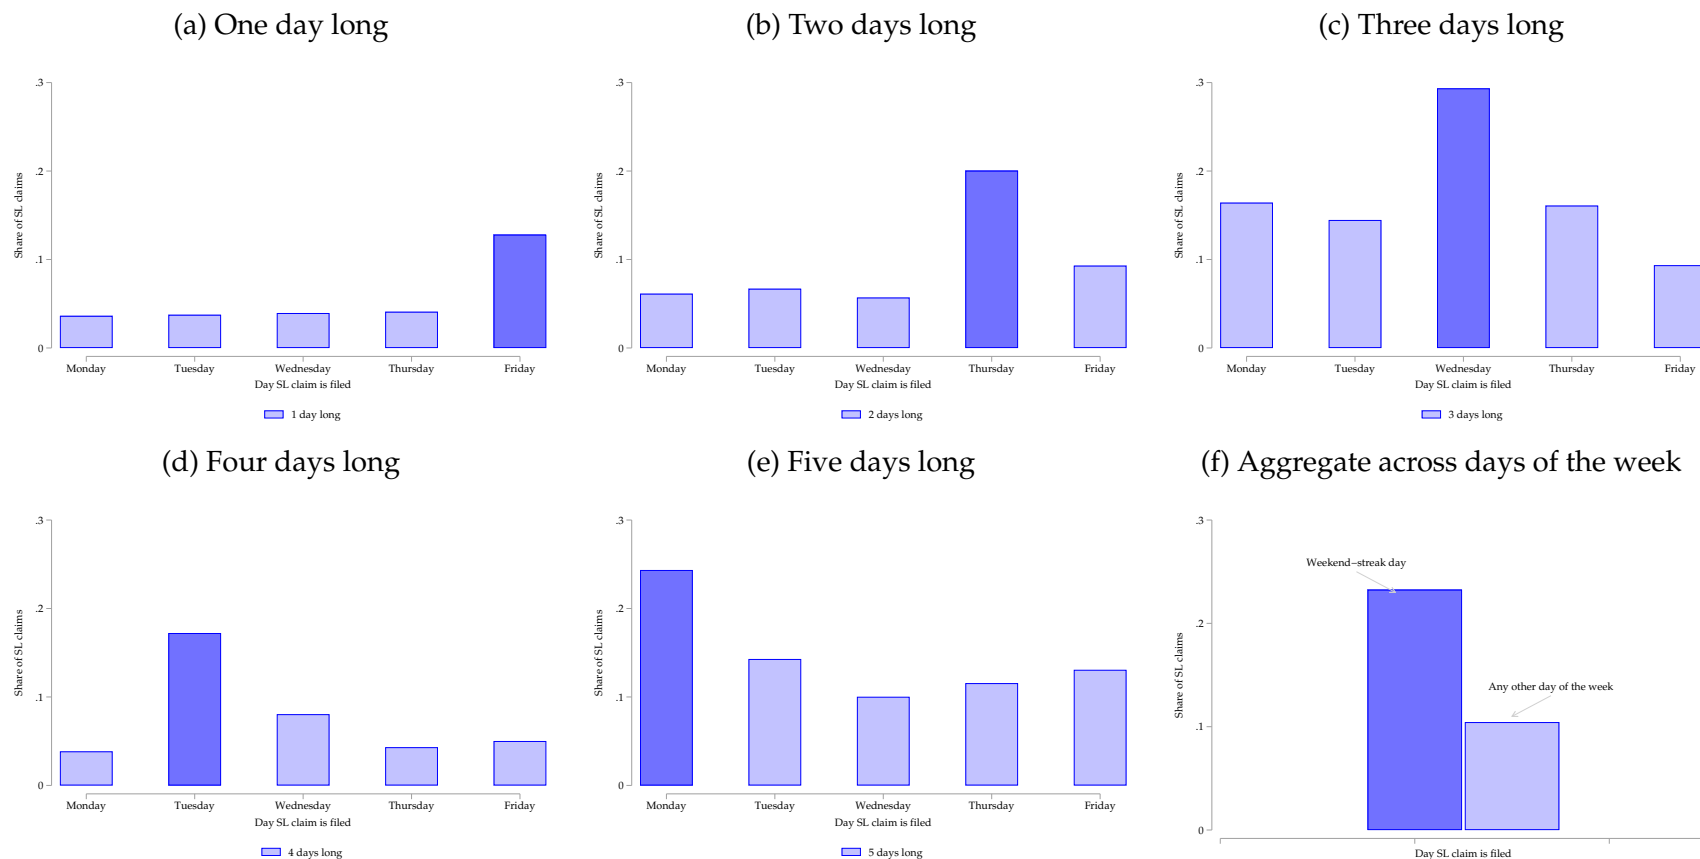 (a) One day long
.3
.2
.1
0
Share of SL claims
Monday Tuesday Wednesday Thursday Friday
Day SL claim is filed
1 day long
(b) Two days long
.3
.2
.1
0
Share of SL claims
Monday Tuesday Wednesday Thursday Friday
Day SL claim is filed
2 days long
(c) Three days long
.3
.2
.1
0
Share of SL claims
Monday Tuesday Wednesday Thursday Friday
Day SL claim is filed
3 days long
(d) Four days long
.3
.2
.1
0
Share of SL claims
Monday Tuesday Wednesday Thursday Friday
Day SL claim is filed
4 days long
(e) Five days long
.3
.2
.1
0
Share of SL claims
Monday Tuesday Wednesday Thursday Friday
Day SL claim is filed
5 days long
(f) Aggregate across days of the week
.3
.2
.1
0
Share of SL claims
Weekend−streak day
Any other day of the week
Day SL claim is filed